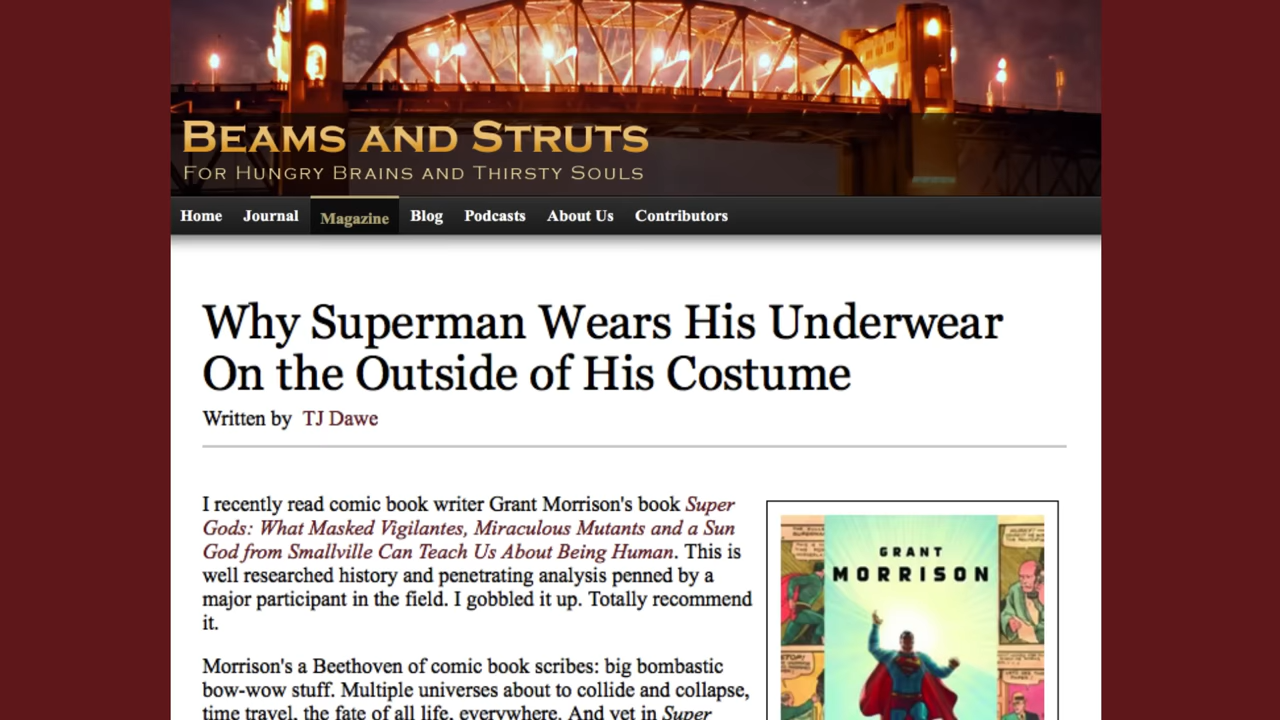 BEAMS AND STRUTS
FOR HUNGRY BRAINS AND THIRSTY SOULS
Home Journal Magazine Blog Podcasts About Us Contributors
Why Superman Wears His Underwear
On the Outside of His Costume
Written by TJ Dawe
I recently read comic book writer Grant Morrison's book Super
Gods: What Masked Vigilantes, Miraculous Mutants and a Sun
God from Smallville Can Teach Us About Being Human. This is
well researched history and penetrating analysis penned by a
major participant in the field. I gobbled it up. Totally recommend
it.
Morrison's a Beethoven of comic book scribes: big bombastic
bow-wow stuff. Multiple universes about to collide and collapse,
time travel, the fate of all life, everywhere. And yet in Super
GRANT
MORRISON